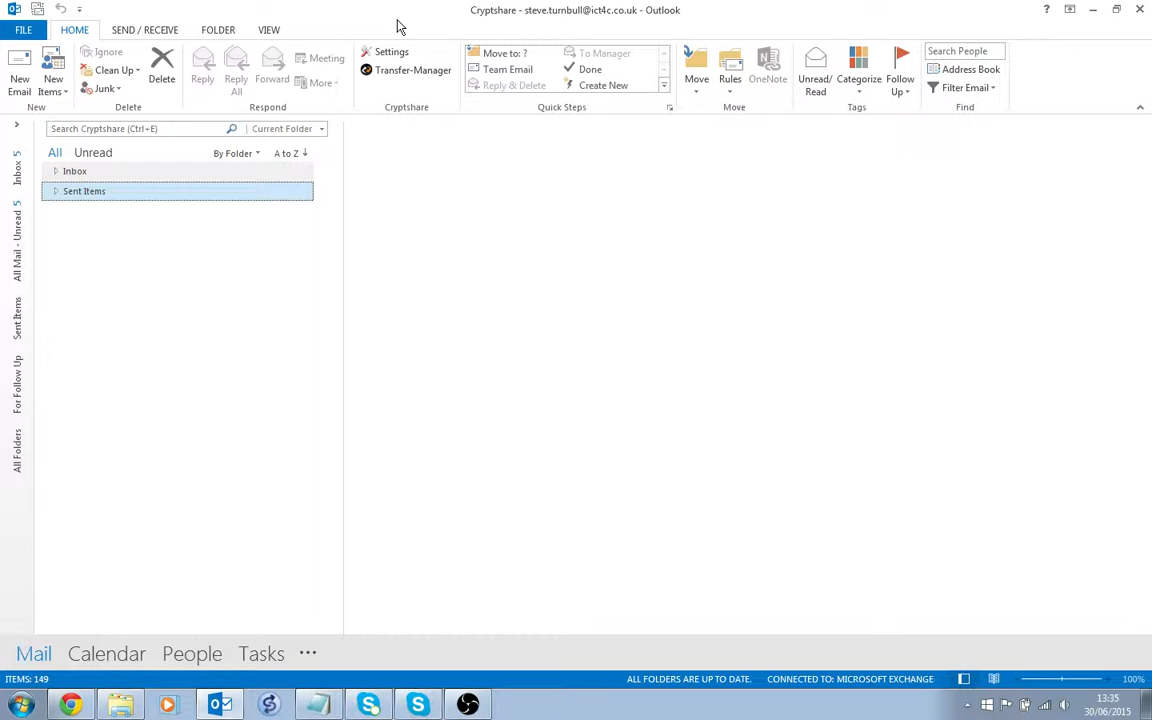 Cryptshare - steve.turnbull@ict4c.co.uk - Outlook
FILE HOME SEND / RECEIVE FOLDER VIEW
New Email
New Items
New
Ignore
Clean Up
Junk
Delete
Delete
Reply
Reply All
Forward
Meeting
More
Respond
Settings
Transfer-Manager
Cryptshare
Move to: ?
Team Email
Reply & Delete
To Manager
Done
Create New
Quick Steps
Move
Rules
OneNote
Move
Unread/ Read
Categorize
Follow Up
Tags
Search People
Address Book
Filter Email
Find
Search Cryptshare (Ctrl+E) Current Folder
All Unread By Folder A to Z
Inbox
Sent Items
Inbox 5
All Mail - Unread 5
Sent Items
For Follow Up
All Folders
Mail Calendar People Tasks ···
ITEMS: 149 ALL FOLDERS ARE UP TO DATE. CONNECTED TO: MICROSOFT EXCHANGE 100%
13:35
30/06/2015